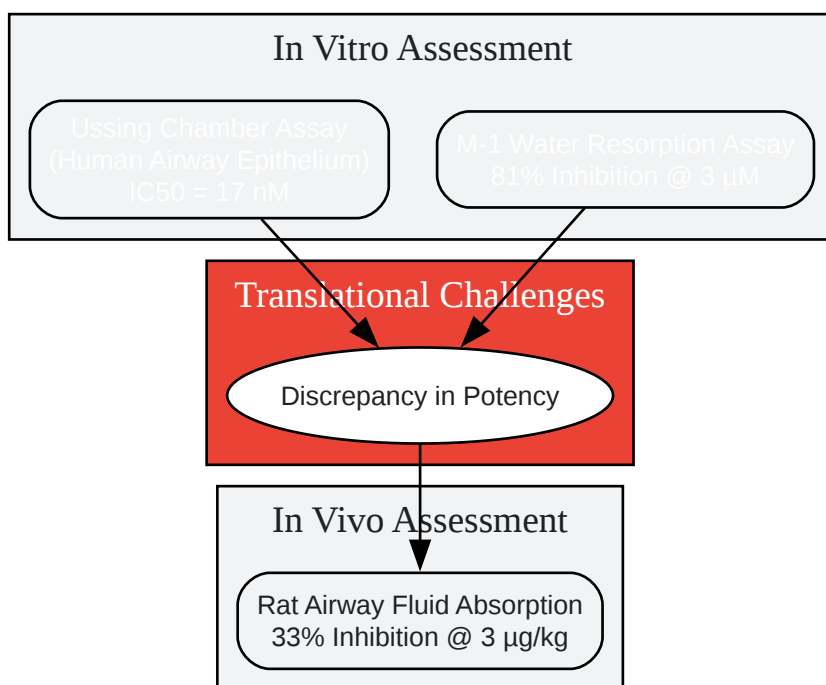 In Vitro Assessment
Ussing Chamber Assay
(Human Airway Epithelium)
IC50 = 17 nM
M-1 Water Resorption Assay
81% Inhibition @ 3 µM
Translational Challenges
Discrepancy in Potency
In Vivo Assessment
Rat Airway Fluid Absorption
33% Inhibition @ 3 µg/kg